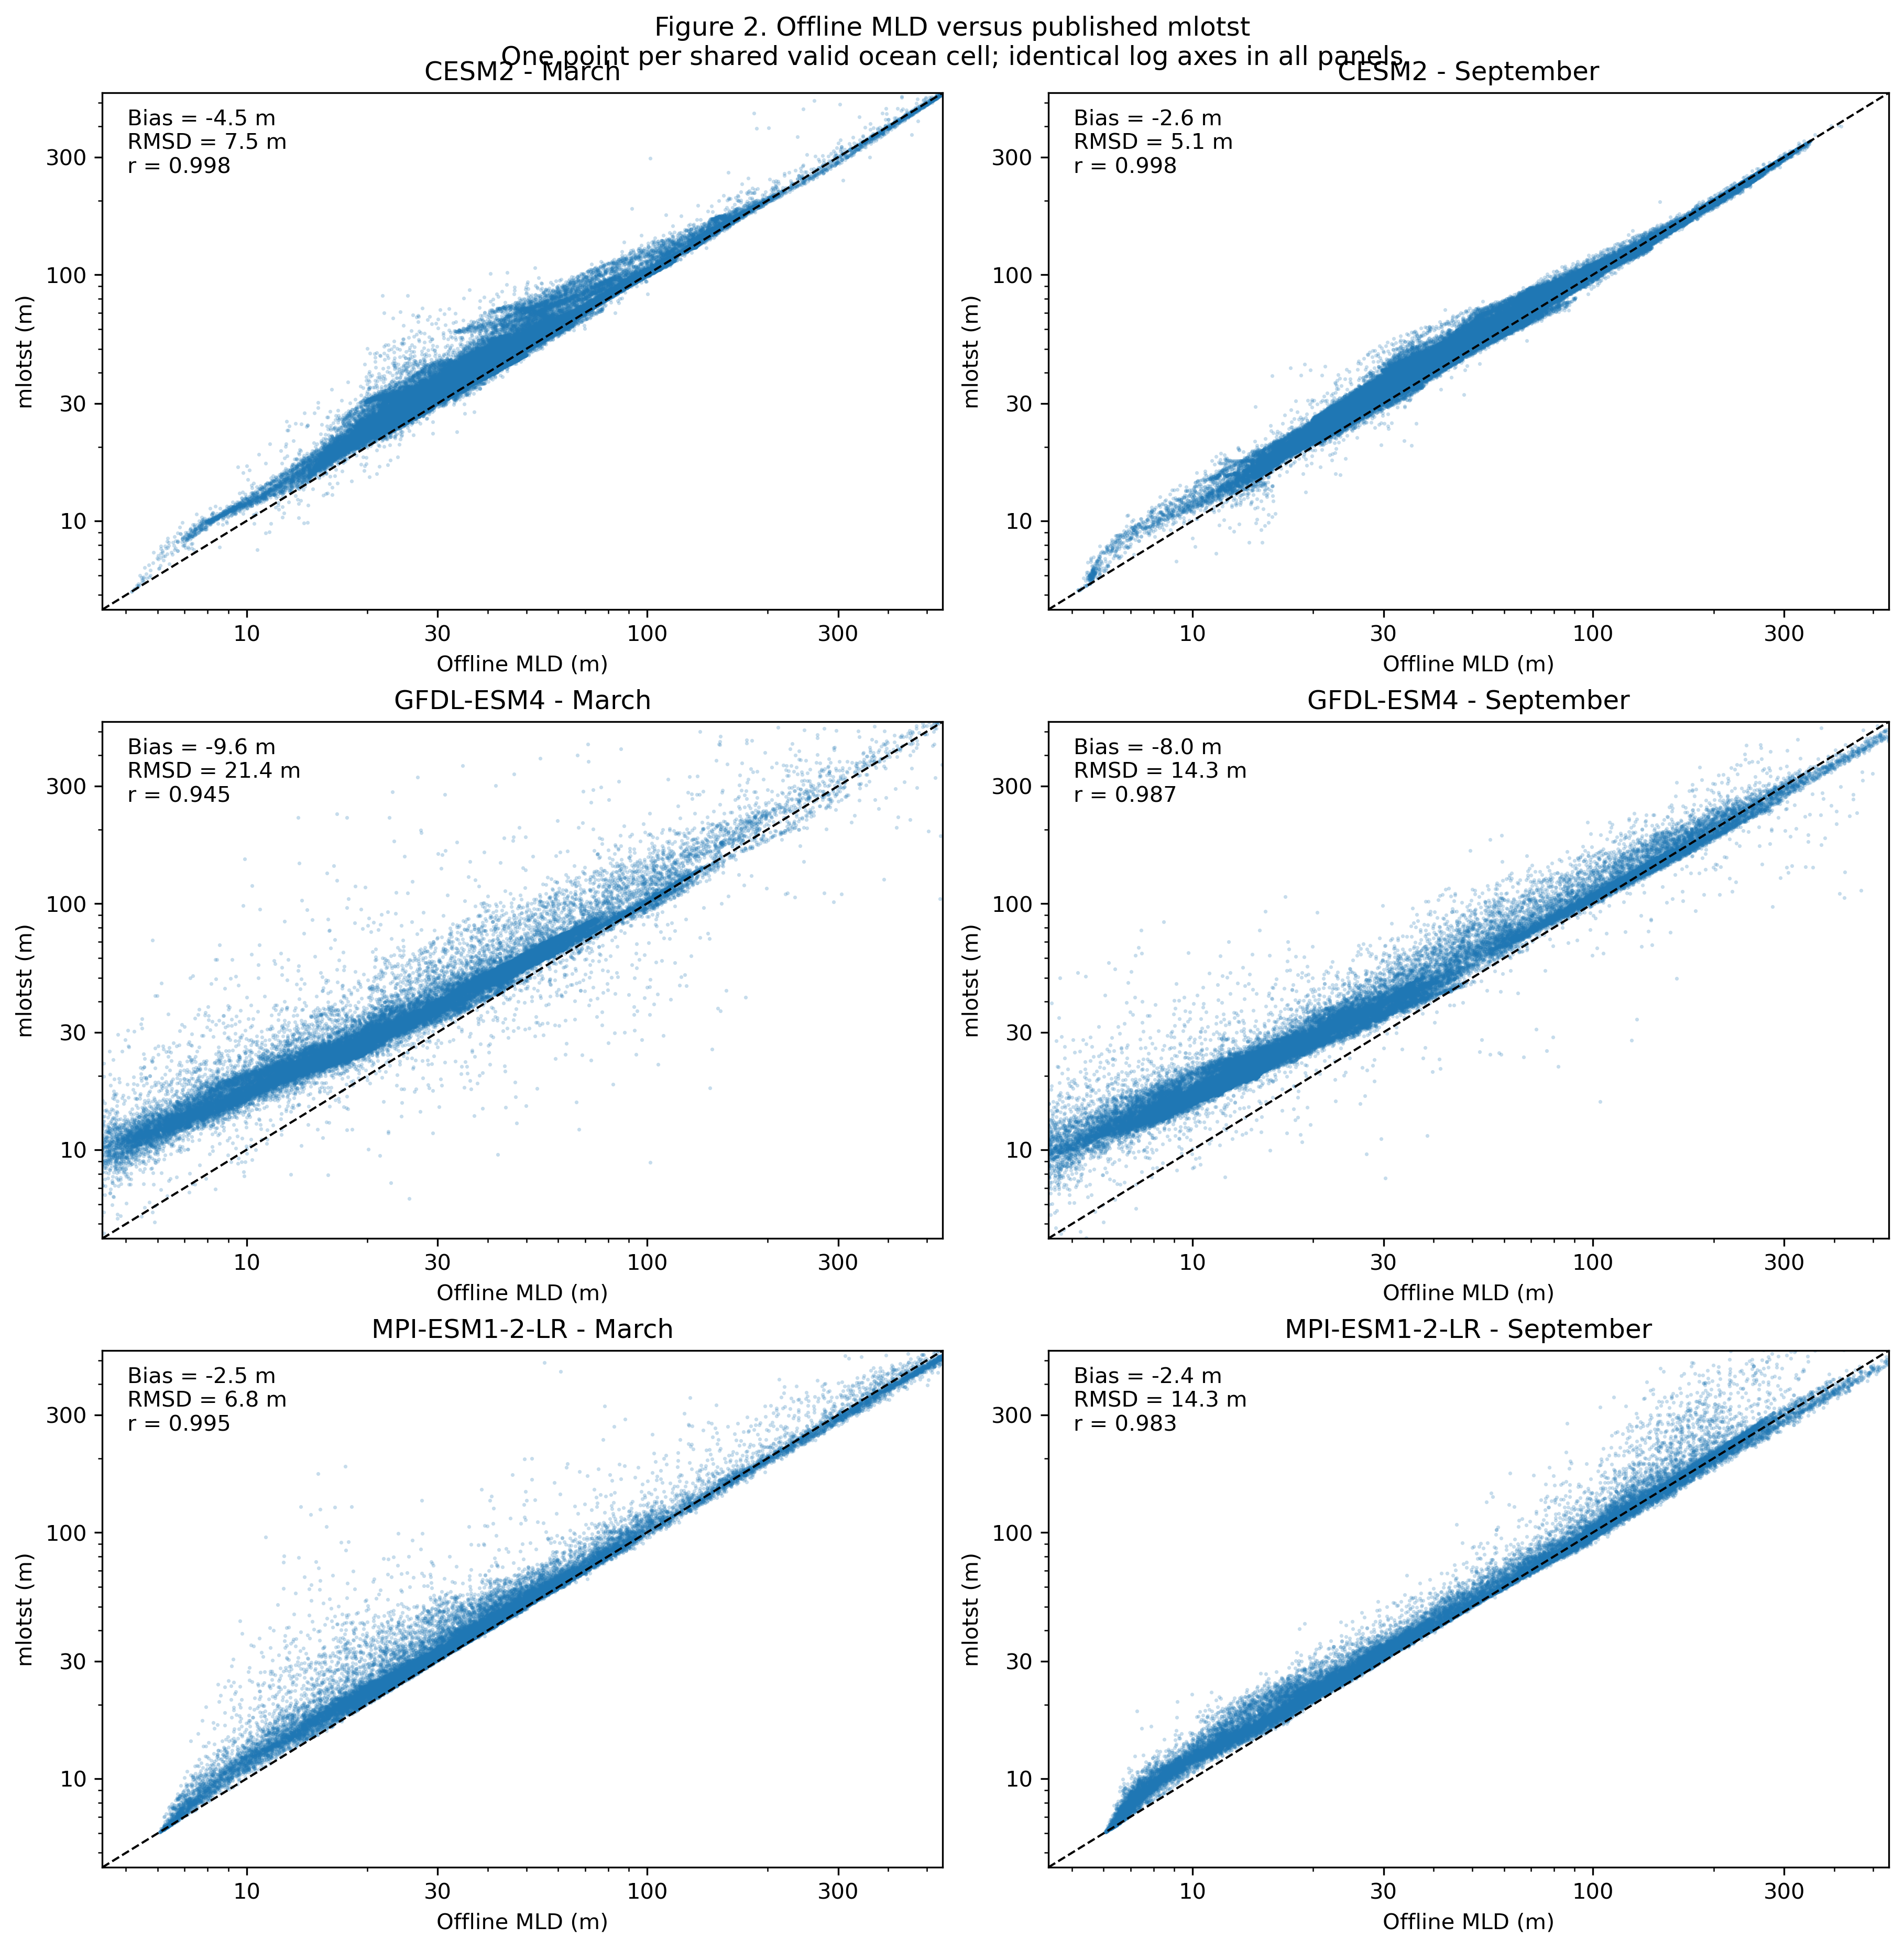 Figure 2. Offline MLD versus published mlotst
One point per shared valid ocean cell; identical log axes in all panels.
CESM2 - March
Bias = -4.5 m
RMSD = 7.5 m
r = 0.998
300
100
30
10
mlotst (m)
10 30 100 300
Offline MLD (m)
CESM2 - September
Bias = -2.6 m
RMSD = 5.1 m
r = 0.998
300
100
30
10
mlotst (m)
10 30 100 300
Offline MLD (m)
GFDL-ESM4 - March
Bias = -9.6 m
RMSD = 21.4 m
r = 0.945
300
100
30
10
mlotst (m)
10 30 100 300
Offline MLD (m)
GFDL-ESM4 - September
Bias = -8.0 m
RMSD = 14.3 m
r = 0.987
300
100
30
10
mlotst (m)
10 30 100 300
Offline MLD (m)
MPI-ESM1-2-LR - March
Bias = -2.5 m
RMSD = 6.8 m
r = 0.995
300
100
30
10
mlotst (m)
10 30 100 300
Offline MLD (m)
MPI-ESM1-2-LR - September
Bias = -2.4 m
RMSD = 14.3 m
r = 0.983
300
100
30
10
mlotst (m)
10 30 100 300
Offline MLD (m)